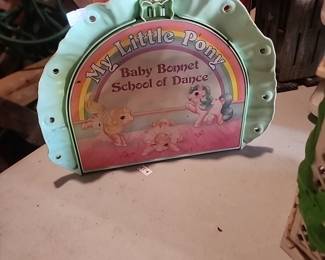 My Little Pony
Baby Bonnet
School of Dance